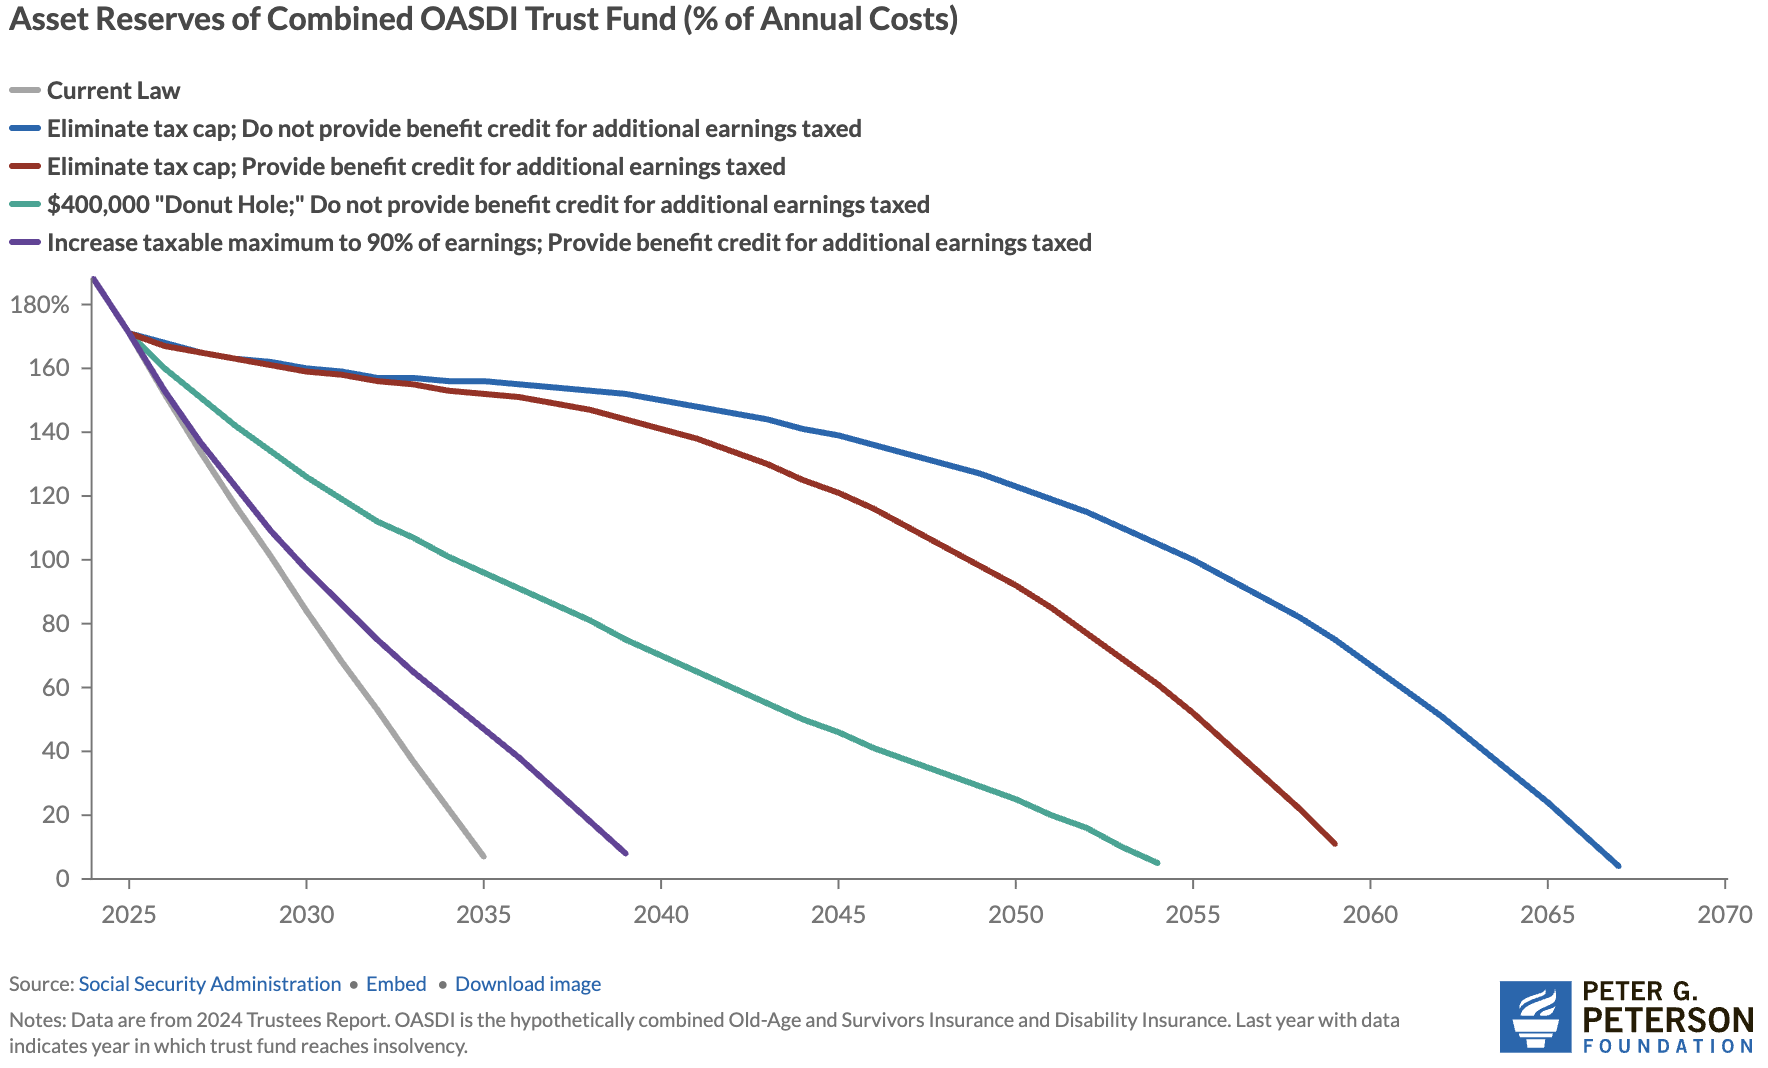 Asset Reserves of Combined OASDI Trust Fund (% of Annual Costs)
Current Law
Eliminate tax cap; Do not provide benefit credit for additional earnings taxed
Eliminate tax cap; Provide benefit credit for additional earnings taxed
$400,000 "Donut Hole;" Do not provide benefit credit for additional earnings taxed
Increase taxable maximum to 90% of earnings; Provide benefit credit for additional earnings taxed
180%
160
140
120
100
80
60
40
20
0
2025 2030 2035 2040 2045 2050 2055 2060 2065 2070
Source: Social Security Administration • Embed • Download image
Notes: Data are from 2024 Trustees Report. OASDI is the hypothetically combined Old-Age and Survivors Insurance and Disability Insurance. Last year with data
indicates year in which trust fund reaches insolvency.
PETER G.
PETERSON
FOUNDATION